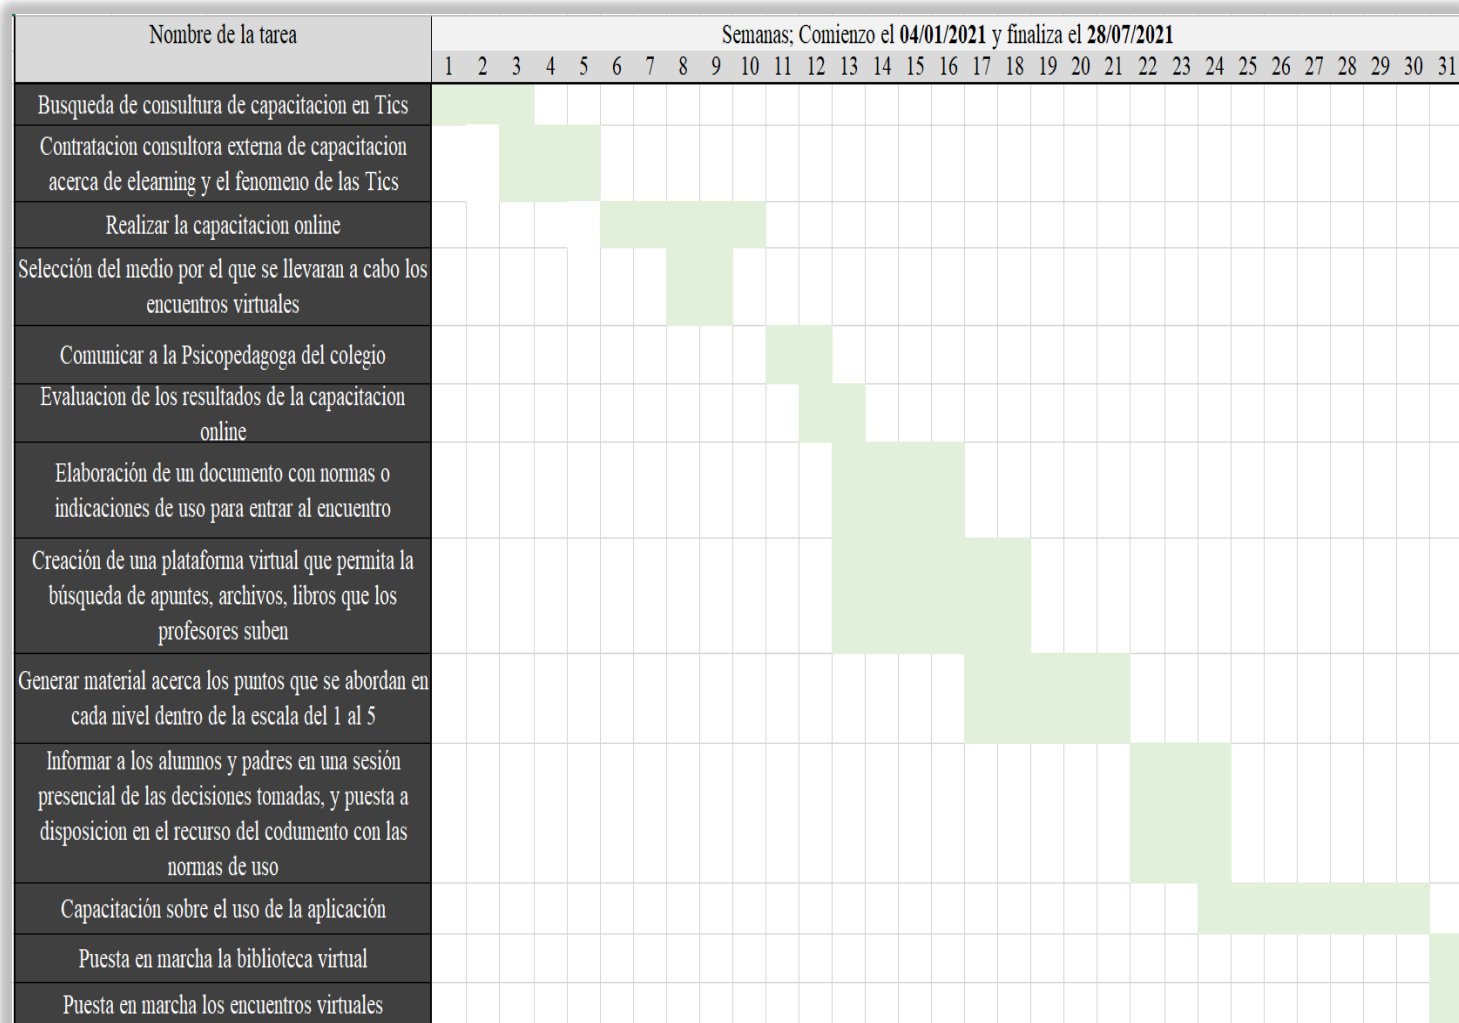 Nombre de la tarea
Semanas; Comienzo el 04/01/2021 y finaliza el 28/07/2021
1 2 3 4 5 6 7 8 9 10 11 12 13 14 15 16 17 18 19 20 21 22 23 24 25 26 27 28 29 30 31
Busqueda de consultura de capacitacion en Tics
Contratacion consultora externa de capacitacion
acerca de elearning y el fenomeno de las Tics
Realizar la capacitacion online
Selección del medio por el que se llevaran a cabo los
encuentros virtuales
Comunicar a la Psicopedagoga del colegio
Evaluacion de los resultados de la capacitacion
online
Elaboración de un documento con normas o
indicaciones de uso para entrar al encuentro
Creación de una plataforma virtual que permita la
búsqueda de apuntes, archivos, libros que los
profesores suben
Generar material acerca los puntos que se abordan en
cada nivel dentro de la escala del 1 al 5
Informar a los alumnos y padres en una sesión
presencial de las decisiones tomadas, y puesta a
disposicion en el recurso del codumento con las
normas de uso
Capacitación sobre el uso de la aplicación
Puesta en marcha la biblioteca virtual
Puesta en marcha los encuentros virtuales